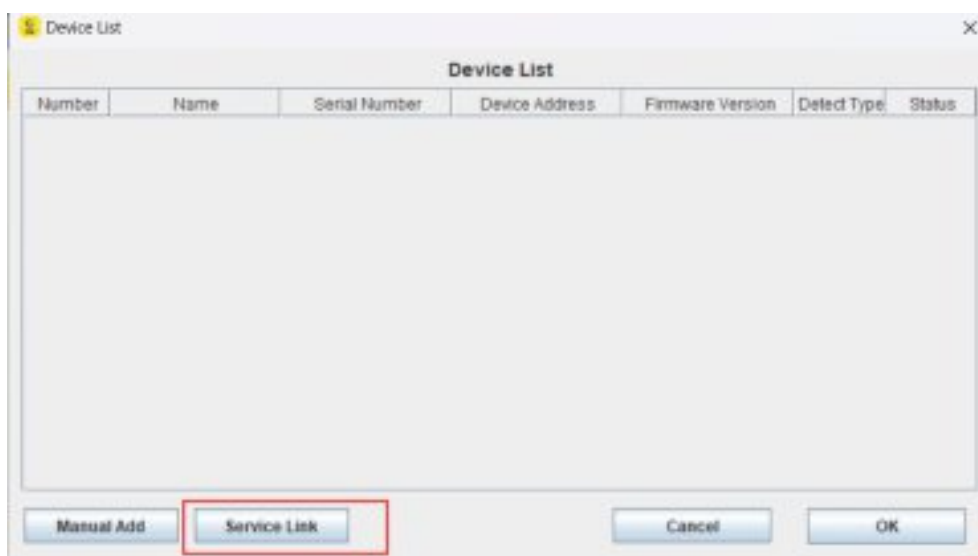 Device List
Device List
Number Name Serial Number Device Address Firmware Version Detect Type Status
Manual Add Service Link Cancel OK